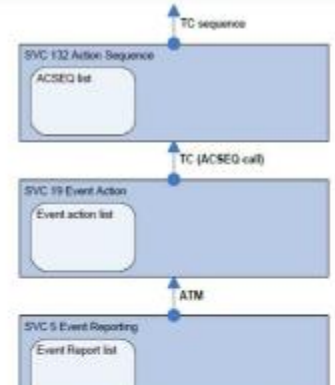 TC sequence
SVC 132 Action Sequence
ACSEQ list
TC (ACSEQ-call)
SVC 19 Event Action
Event action list
ATM
SVC 5 Event Reporting
Event Report list